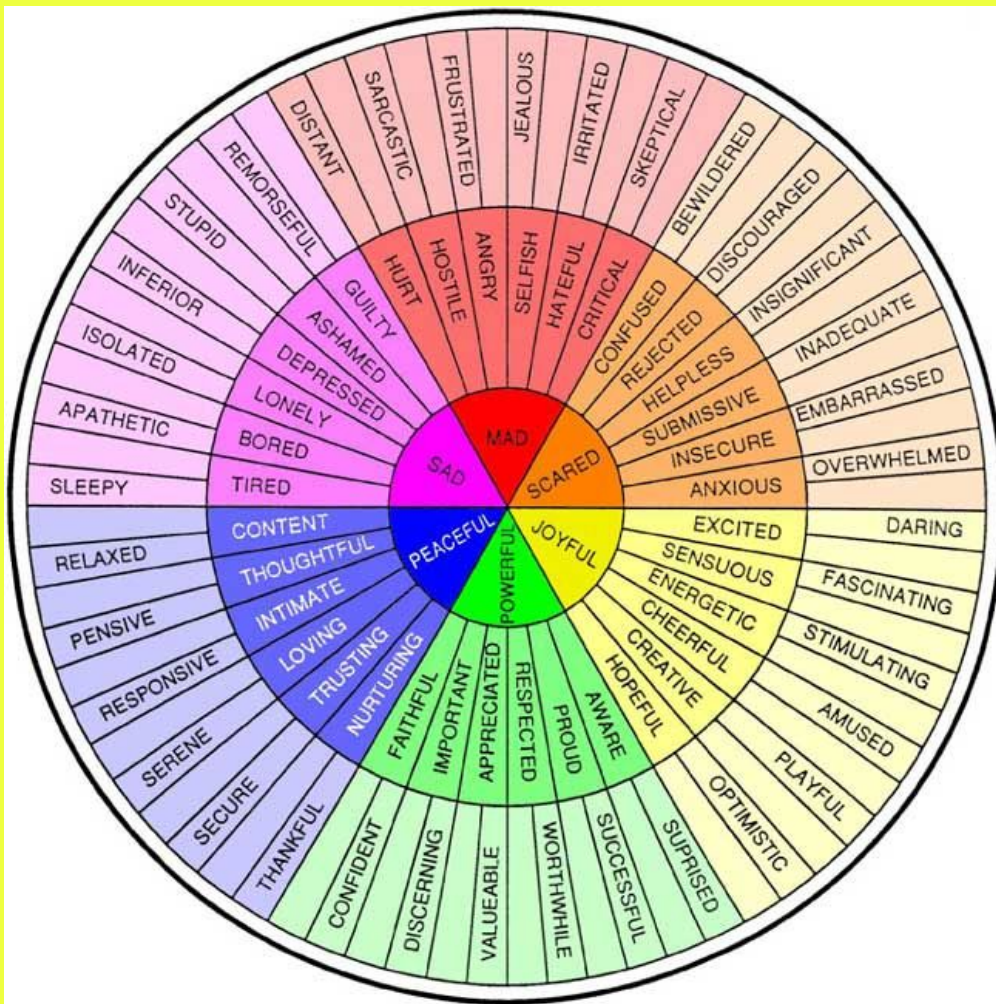 MAD
SCARED
JOYFUL
POWERFUL
PEACEFUL
SAD
HURT
HOSTILE
ANGRY
SELFISH
HATEFUL
CRITICAL
CONFUSED
REJECTED
HELPLESS
SUBMISSIVE
INSECURE
ANXIOUS
EXCITED
SENSUOUS
ENERGETIC
CHEERFUL
CREATIVE
HOPEFUL
AWARE
PROUD
RESPECTED
APPRECIATED
IMPORTANT
FAITHFUL
NURTURING
TRUSTING
LOVING
INTIMATE
THOUGHTFUL
CONTENT
TIRED
BORED
LONELY
DEPRESSED
ASHAMED
GUILTY
DISTANT
SARCASTIC
FRUSTRATED
JEALOUS
IRRITATED
SKEPTICAL
BEWILDERED
DISCOURAGED
INSIGNIFICANT
INADEQUATE
EMBARRASSED
OVERWHELMED
DARING
FASCINATING
STIMULATING
AMUSED
PLAYFUL
OPTIMISTIC
SUPRISED
SUCCESSFUL
WORTHWHILE
VALUEABLE
DISCERNING
CONFIDENT
THANKFUL
SECURE
SERENE
RESPONSIVE
PENSIVE
RELAXED
SLEEPY
APATHETIC
ISOLATED
INFERIOR
STUPID
REMORSEFUL